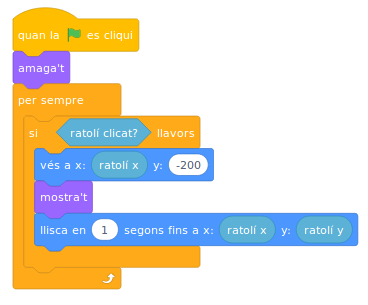 quan la es cliqui
amaga't
per sempre
si ratolí clicat? llavors
vés a x: ratolí x y: -200
mostra't
llisca en 1 segons fins a x: ratolí x y: ratolí y